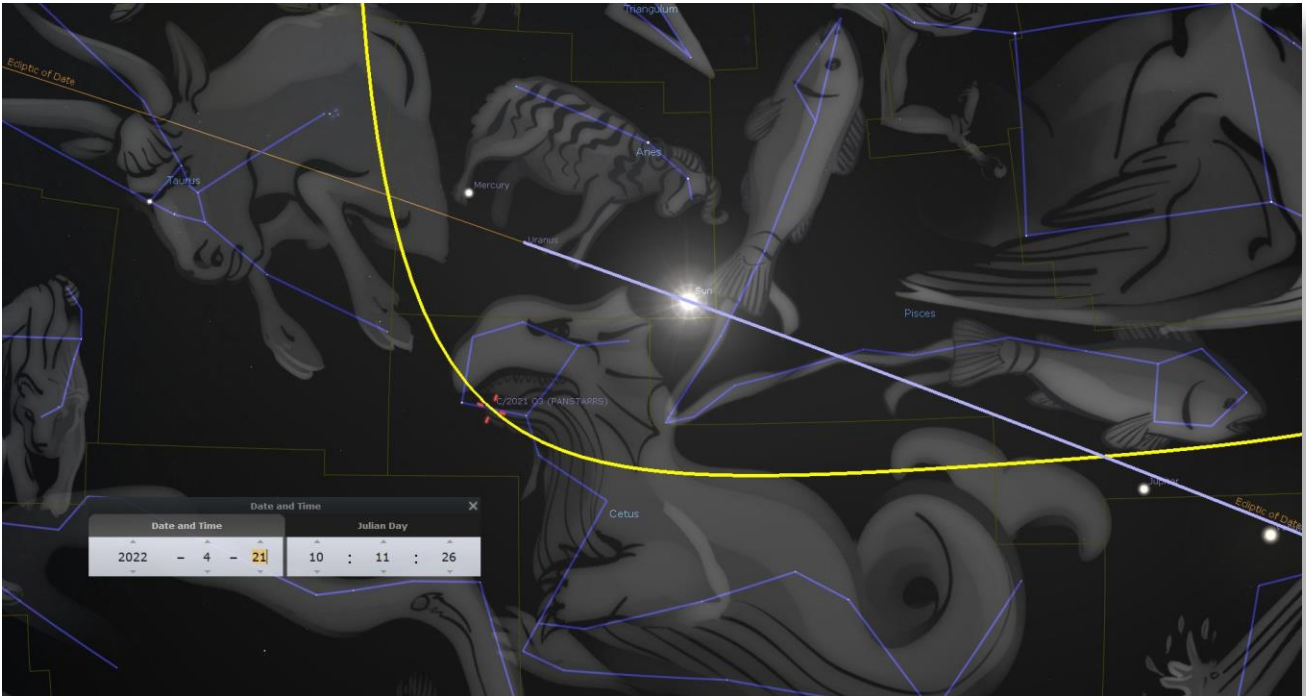 Triangulum
Ecliptic of Date
Aries
Taurus
Mercury
Uranus
Sun
Pisces
C/2021 O3 (PANSTARRS)
Jupiter
Ecliptic of Date
Cetus
Date and Time ×
Date and Time Julian Day
2022 – 4 – 21 10 : 11 : 26